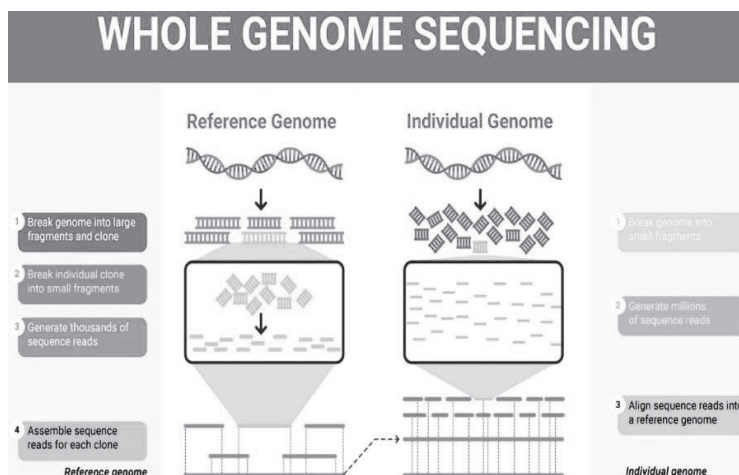 WHOLE GENOME SEQUENCING
Reference Genome
Individual Genome
1 Break genome into large
fragments and clone
2 Break individual clone
into small fragments
3 Generate thousands of
sequence reads
4 Assemble sequence
reads for each clone
Reference genome
1 Break genome into
small fragments
2 Generate millions
of sequence reads
3 Align sequence reads into
a reference genome
Individual genome